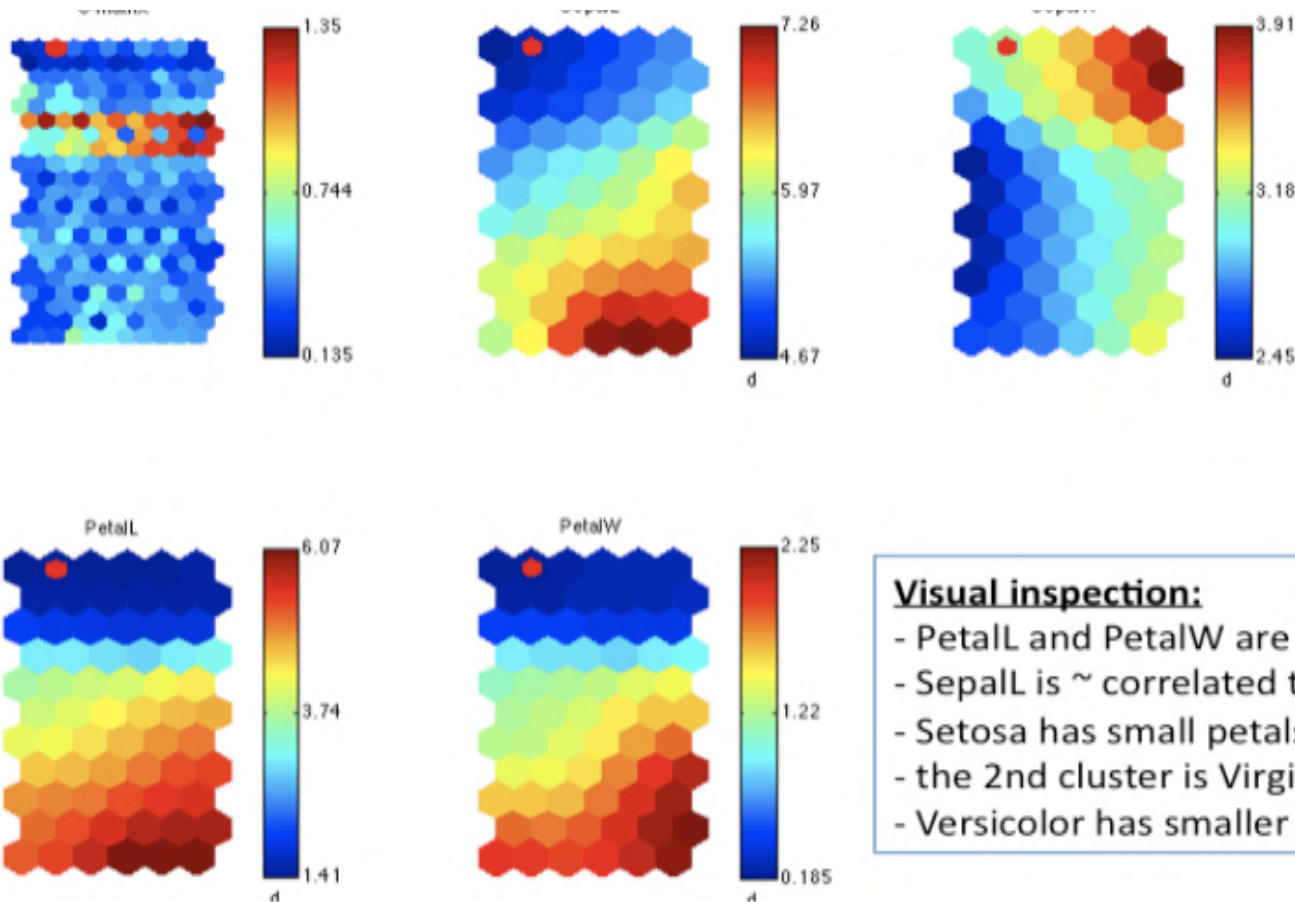 1.35
0.744
0.135
7.26
5.97
4.67
d
3.91
3.18
2.45
d
PetalL
6.07
3.74
1.41
d
PetalW
2.25
1.22
0.185
d
Visual inspection:
- PetalL and PetalW are
- SepalL is ~ correlated
- Setosa has small petals
- the 2nd cluster is Virgi
- Versicolor has smaller